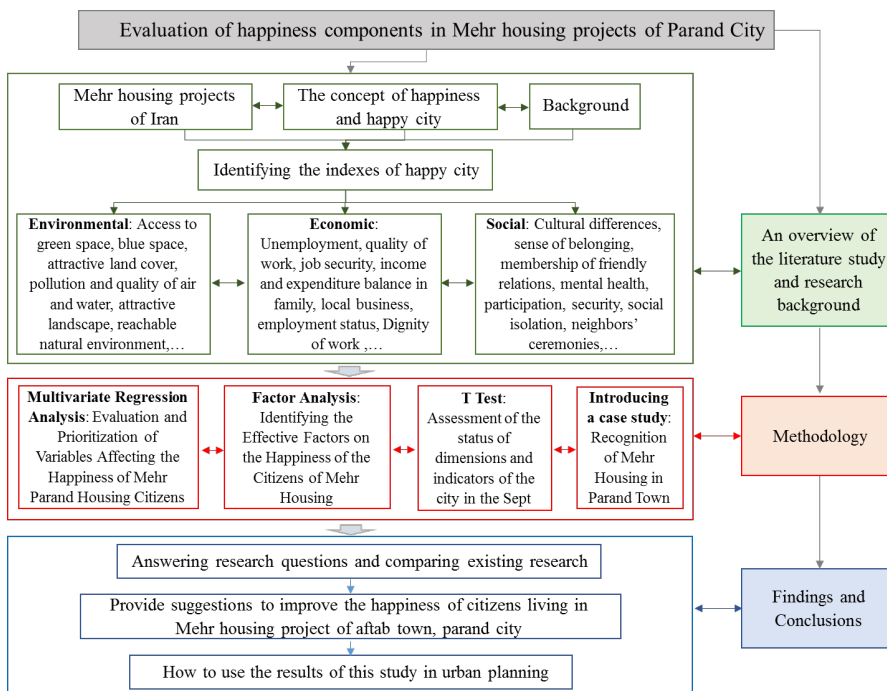 Evaluation of happiness components in Mehr housing projects of Parand City
Mehr housing projects
of Iran
The concept of happiness
and happy city
Background
Identifying the indexes of happy city
Environmental: Access to
green space, blue space,
attractive land cover,
pollution and quality of air
and water, attractive
landscape, reachable
natural environment,…
Economic:
Unemployment, quality of
work, job security, income
and expenditure balance in
family, local business,
employment status, Dignity
of work ,…
Social: Cultural differences,
sense of belonging,
membership of friendly
relations, mental health,
participation, security, social
isolation, neighbors’
ceremonies,…
An overview of
the literature study
and research
background
Multivariate Regression
Analysis: Evaluation and
Prioritization of
Variables Affecting the
Happiness of Mehr
Parand Housing Citizens
Factor Analysis:
Identifying the
Effective Factors on
the Happiness of the
Citizens of Mehr
Housing
T Test:
Assessment of the
status of
dimensions and
indicators of the
city in the Sept
Introducing
a case study:
Recognition
of Mehr
Housing in
Parand Town
Methodology
Answering research questions and comparing existing research
Provide suggestions to improve the happiness of citizens living in
Mehr housing project of aftab town, parand city
How to use the results of this study in urban planning
Findings and
Conclusions